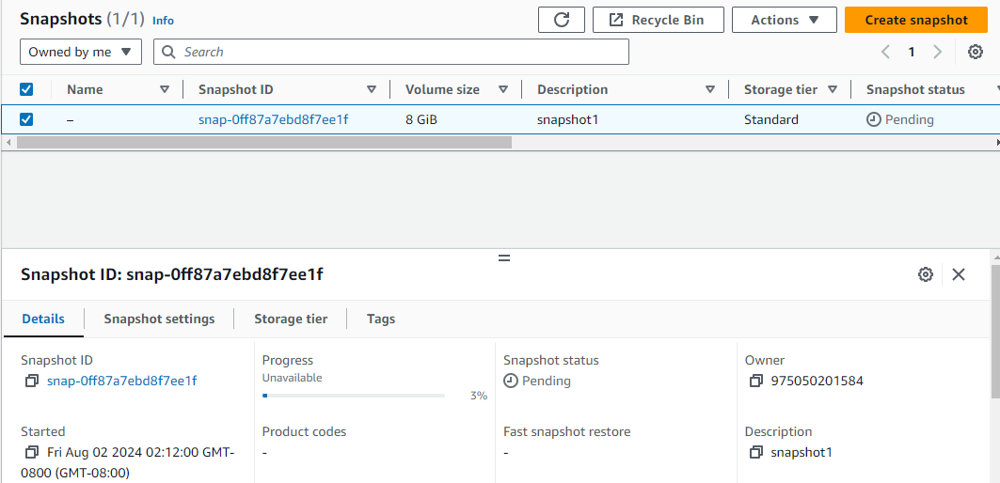 Snapshots (1/1) Info
Recycle Bin
Actions
Create snapshot
Owned by me
Search
1
Name Snapshot ID Volume size Description Storage tier Snapshot status
– snap-0ff87a7ebd8f7ee1f 8 GiB snapshot1 Standard Pending
Snapshot ID: snap-0ff87a7ebd8f7ee1f
Details Snapshot settings Storage tier Tags
Snapshot ID Progress Snapshot status Owner
snap-0ff87a7ebd8f7ee1f Unavailable Pending 975050201584
3%
Started Product codes Fast snapshot restore Description
Fri Aug 02 2024 02:12:00 GMT- - - snapshot1
0800 (GMT-08:00)